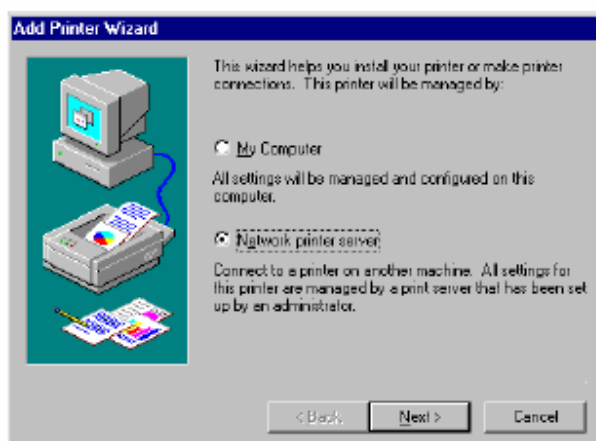 Add Printer Wizard
This wizard helps you install your printer or make printer
connections. This printer will be managed by:
My Computer
All settings will be managed and configured on this
computer.
Network printer server
Connect to a printer on another machine. All settings for
this printer are managed by a print server that has been set
up by an administrator.
< Back
Next >
Cancel